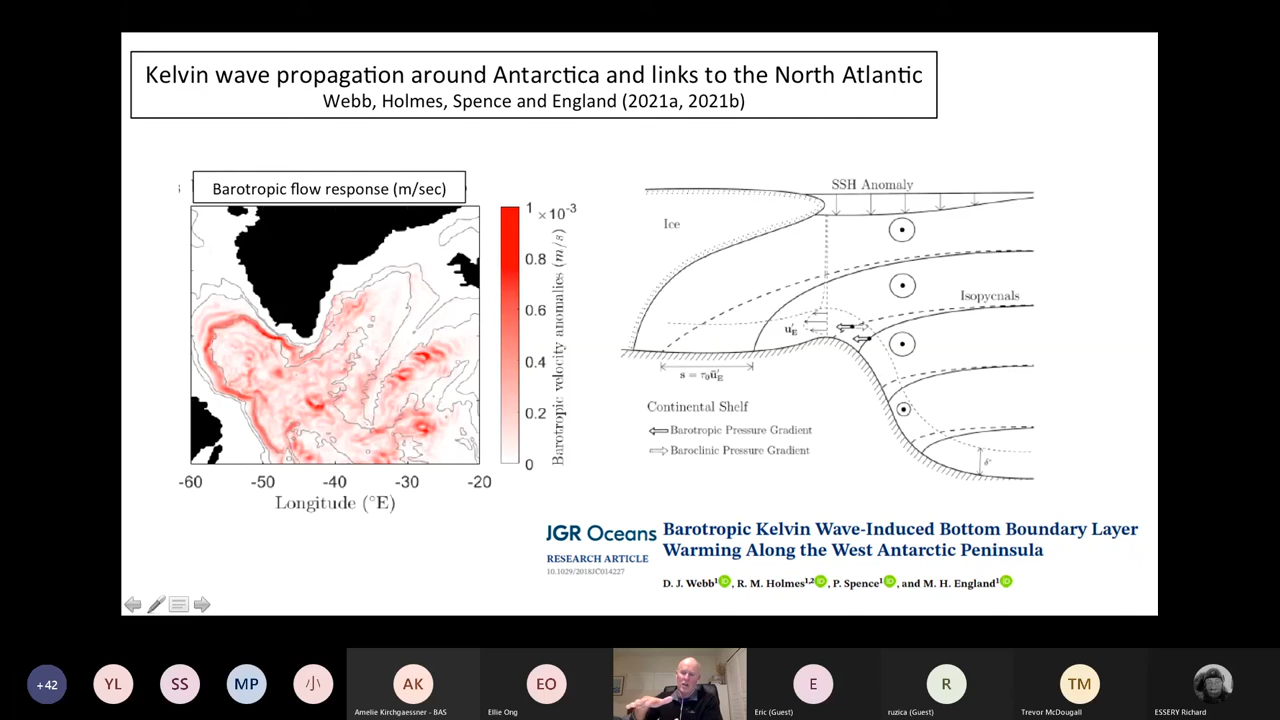 Kelvin wave propagation around Antarctica and links to the North Atlantic
Webb, Holmes, Spence and England (2021a, 2021b)
Barotropic flow response (m/sec)
1
×10⁻³
0.8
0.6
0.4
0.2
0
Barotropic velocity anomalies (m/s)
-60
-50
-40
-30
-20
Longitude (°E)
SSH Anomaly
Ice
Isopycnals
u'E
s = τ₀ū'E
Continental Shelf
Barotropic Pressure Gradient
Baroclinic Pressure Gradient
JGR Oceans
RESEARCH ARTICLE
10.1029/2018JC014227
Barotropic Kelvin Wave-Induced Bottom Boundary Layer
Warming Along the West Antarctic Peninsula
D. J. Webb¹, R. M. Holmes¹,², P. Spence¹, and M. H. England¹
+42
YL
SS
MP
小
AK
EO
E
R
TM
Amelie Kirchgaessner - BAS
Ellie Ong
Eric (Guest)
ruzica (Guest)
Trevor McDougall
ESSERY Richard